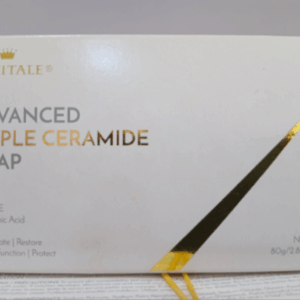 ITALE®
VANCED
PLE CERAMIDE
AP
E
ic Acid
ate | Restore
unction | Protect
N
80g/2.8